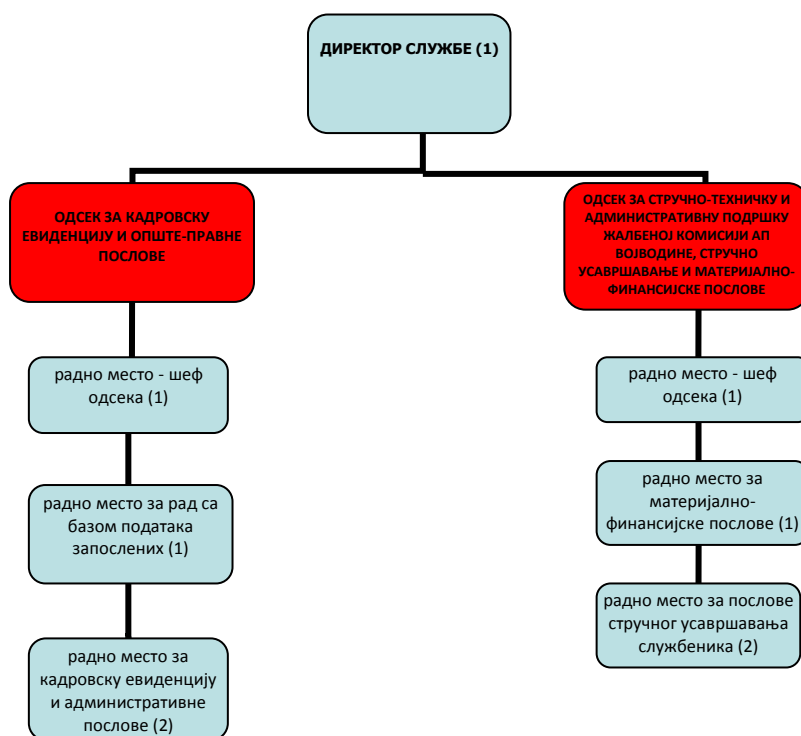 ДИРЕКТОР СЛУЖБЕ (1)
ОДСЕК ЗА КАДРОВСКУ
ЕВИДЕНЦИЈУ И ОПШТЕ-ПРАВНЕ
ПОСЛОВЕ
радно место - шеф
одсека (1)
радно место за рад са
базом података
запослених (1)
радно место за
кадровску евиденцију
и административне
послове (2)
ОДСЕК ЗА СТРУЧНО-ТЕХНИЧКУ И
АДМИНИСТРАТИВНУ ПОДРШКУ
ЖАЛБЕНОЈ КОМИСИЈИ АП
ВОЈВОДИНЕ, СТРУЧНО
УСАВРШАВАЊЕ И МАТЕРИЈАЛНО-
ФИНАНСИЈСКЕ ПОСЛОВЕ
радно место - шеф
одсека (1)
радно место за
материјално-
финансијске послове (1)
радно место за послове
стручног усавршавања
службеника (2)